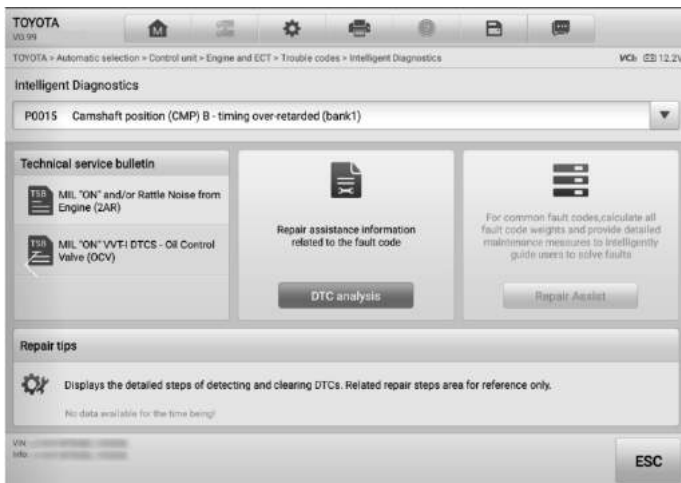 TOYOTA
V0.99
TOYOTA > Automatic selection > Control unit > Engine and ECT > Trouble codes > Intelligent Diagnostics
VCI: 12.2V
Intelligent Diagnostics
P0015 Camshaft position (CMP) B - timing over-retarded (bank1)
Technical service bulletin
TSB
MIL "ON" and/or Rattle Noise from
Engine (2AR)
TSB
MIL "ON" VVT-I DTCS - Oil Control
Valve (OCV)
Repair assistance information
related to the fault code
DTC analysis
For common fault codes,calculate all
fault code weights and provide detailed
maintenance measures to intelligently
guide users to solve faults
Repair Assist
Repair tips
Displays the detailed steps of detecting and clearing DTCs. Related repair steps area for reference only.
No data available for the time being!
VIN
Info
ESC